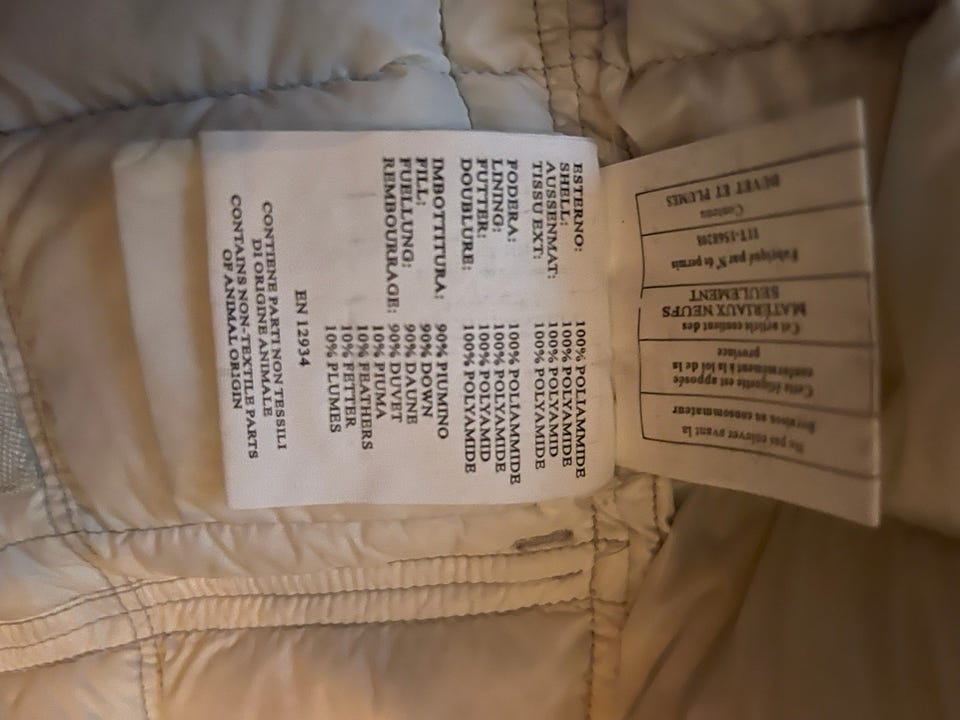 ESTERNO: 100% POLIAMMIDE
SHELL: 100% POLYAMIDE
AUSSENMAT: 100% POLYAMID
TISSU EXT: 100% POLYAMIDE
FODERA: 100% POLIAMMIDE
LINING: 100% POLYAMIDE
FUTTER: 100% POLYAMID
DOUBLURE: 100% POLYAMIDE
IMBOTTITURA: 90% PIUMINO
FILL: 90% DOWN
FUELLUNG: 90% DAUNE
REMBOURRAGE: 90% DUVET
10% PIUMA
10% FEATHERS
10% FETTER
10% PLUMES
EN 12934
CONTIENE PARTI NON TESSILI
DI ORIGINE ANIMALE
CONTAINS NON-TEXTILE PARTS
OF ANIMAL ORIGIN
Ne pas enlever avant la
livraison au consommateur
Cette étiquette est apposée
conformément à la loi de la
province
Cet article contient des
MATÉRIAUX NEUFS
SEULEMENT
Fabriqué par No de permis
Contenu
DUVET ET PLUMES